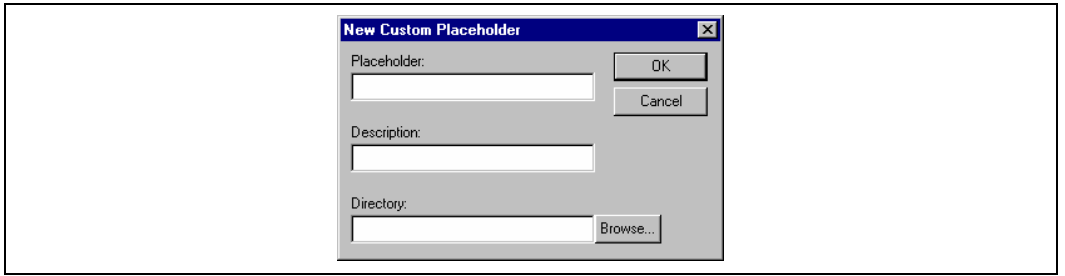 New Custom Placeholder
Placeholder:
OK
Cancel
Description:
Directory:
Browse...